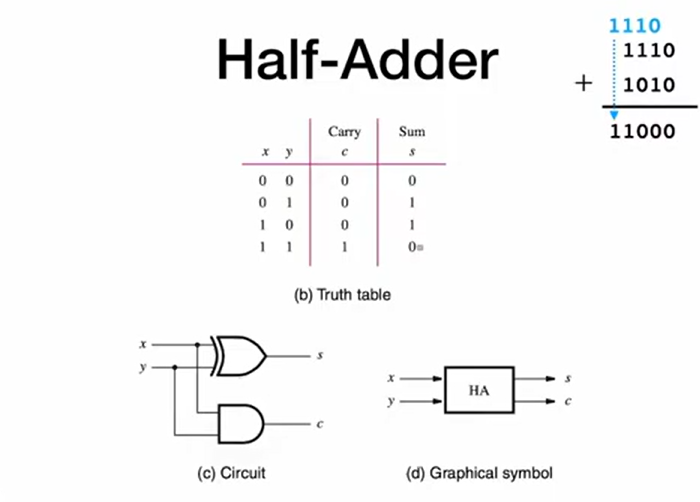 Half-Adder
1110
1110
+ 1010
11000
Carry Sum
x y c s
0 0 0 0
0 1 0 1
1 0 0 1
1 1 1 0
(b) Truth table
x
y
s
c
(c) Circuit
x
y
HA
s
c
(d) Graphical symbol